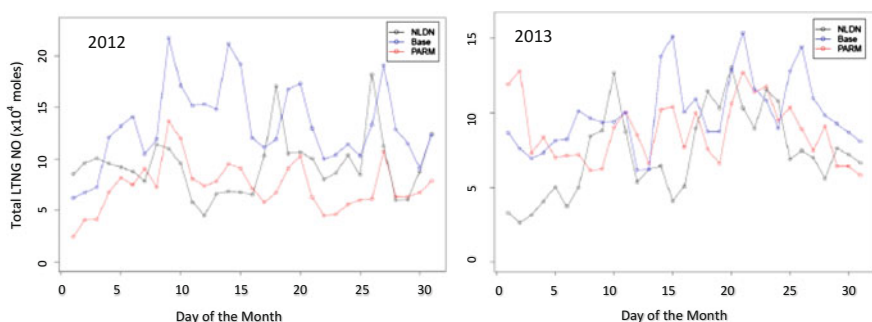 2012
NLDN
Base
PARM
Total LTNG NO (x10⁴ moles)
20
15
10
5
0
0 5 10 15 20 25 30
Day of the Month
2013
NLDN
Base
PARM
15
10
5
0
0 5 10 15 20 25 30
Day of the Month